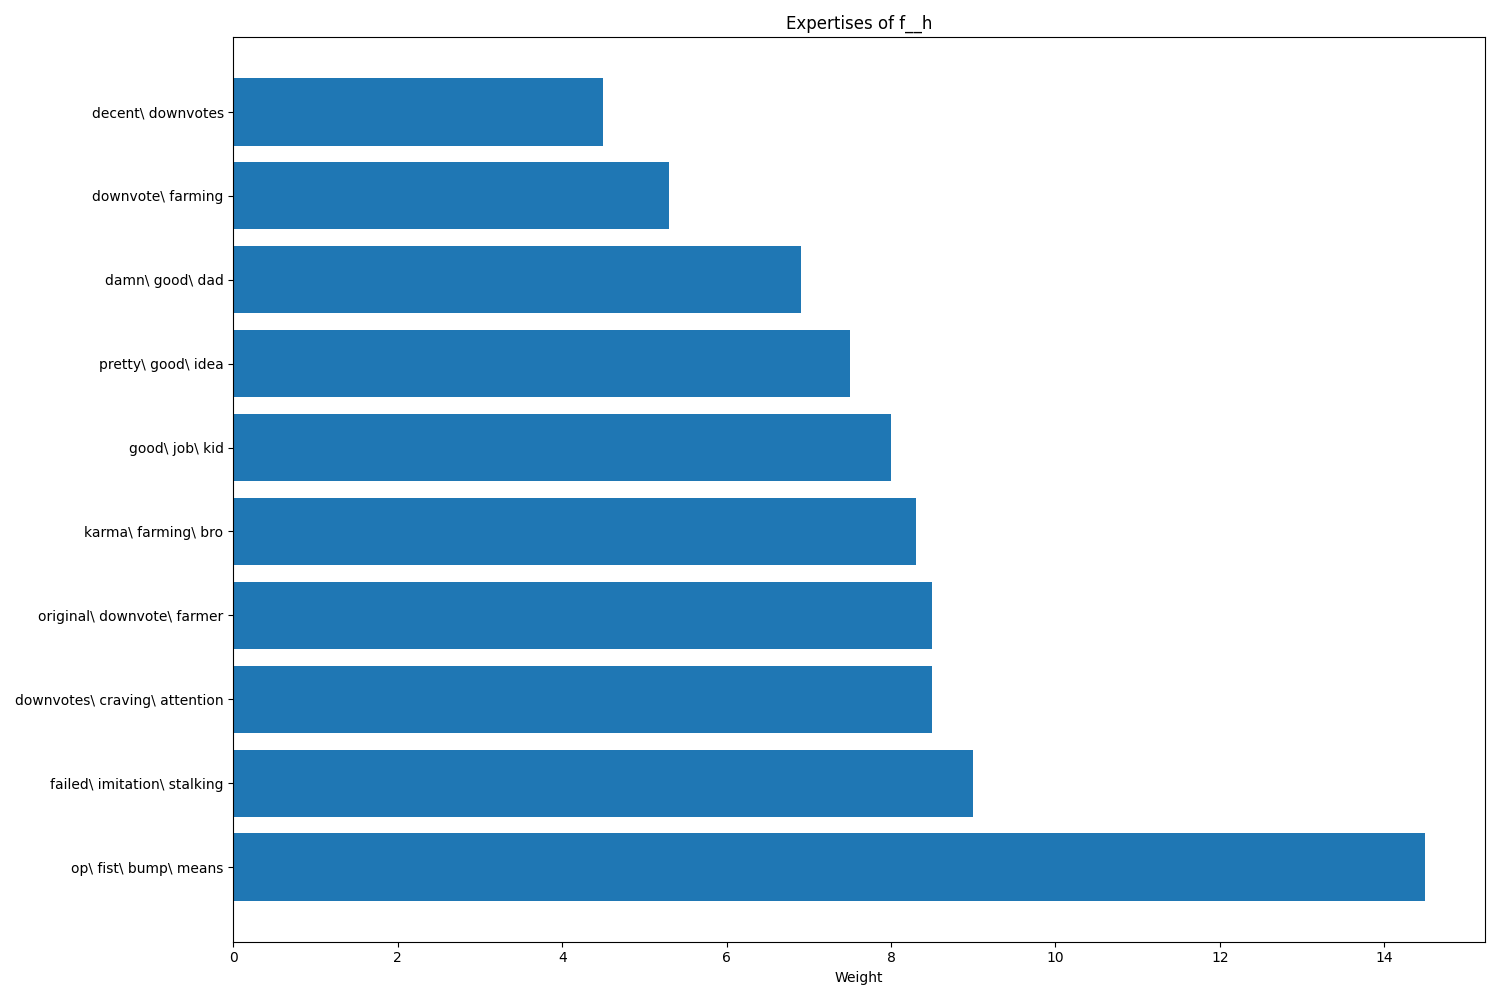 Expertises of f__h
decent\ downvotes
downvote\ farming
damn\ good\ dad
pretty\ good\ idea
good\ job\ kid
karma\ farming\ bro
original\ downvote\ farmer
downvotes\ craving\ attention
failed\ imitation\ stalking
op\ fist\ bump\ means
0 2 4 6 8 10 12 14
Weight